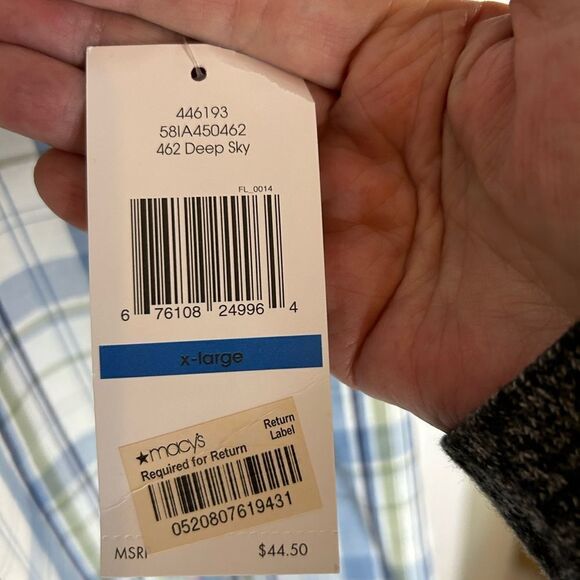 446193
58IA450462
462 Deep Sky
FL_0014
6 76108 24996 4
x-large
★macy's Return
Required for Return Label
0520807619431
MSRP $44.50